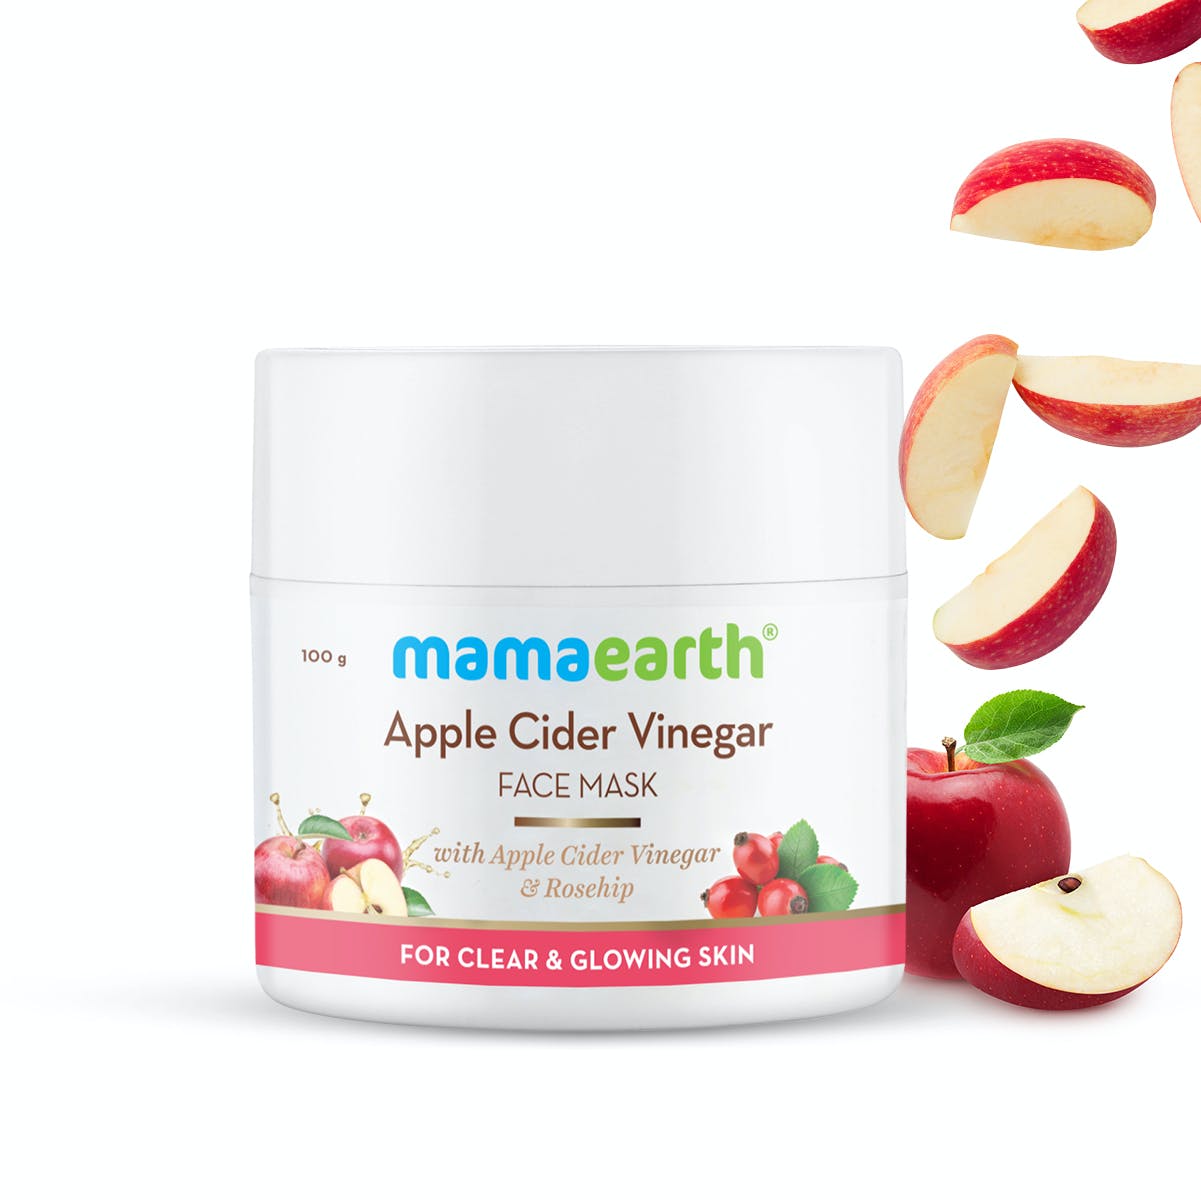 100 g
mamaearth®
Apple Cider Vinegar
FACE MASK
with Apple Cider Vinegar
& Rosehip
FOR CLEAR & GLOWING SKIN